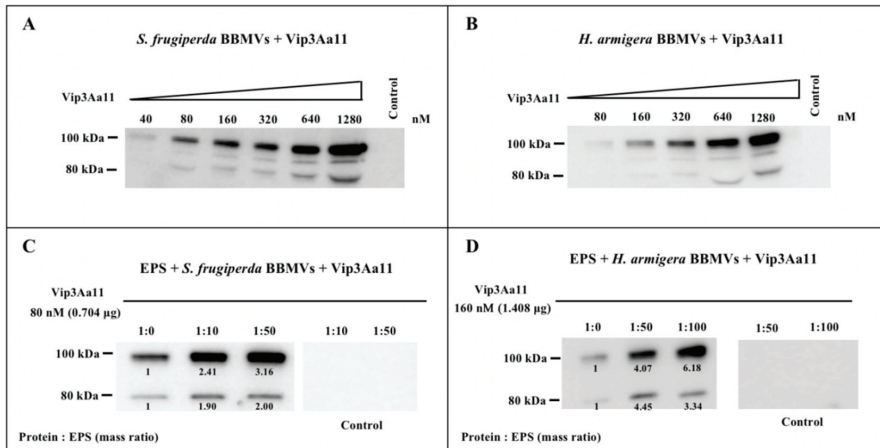 A
S. frugiperda BBMVs + Vip3Aa11
Vip3Aa11
Control
40 80 160 320 640 1280 nM
100 kDa
80 kDa
B
H. armigera BBMVs + Vip3Aa11
Vip3Aa11
Control
80 160 320 640 1280 nM
100 kDa
80 kDa
C
EPS + S. frugiperda BBMVs + Vip3Aa11
Vip3Aa11
80 nM (0.704 µg)
1:0 1:10 1:50 1:10 1:50
100 kDa
1 2.41 3.16
80 kDa
1 1.90 2.00
Control
Protein : EPS (mass ratio)
D
EPS + H. armigera BBMVs + Vip3Aa11
Vip3Aa11
160 nM (1.408 µg)
1:0 1:50 1:100 1:50 1:100
100 kDa
1 4.07 6.18
80 kDa
1 4.45 3.34
Control
Protein : EPS (mass ratio)